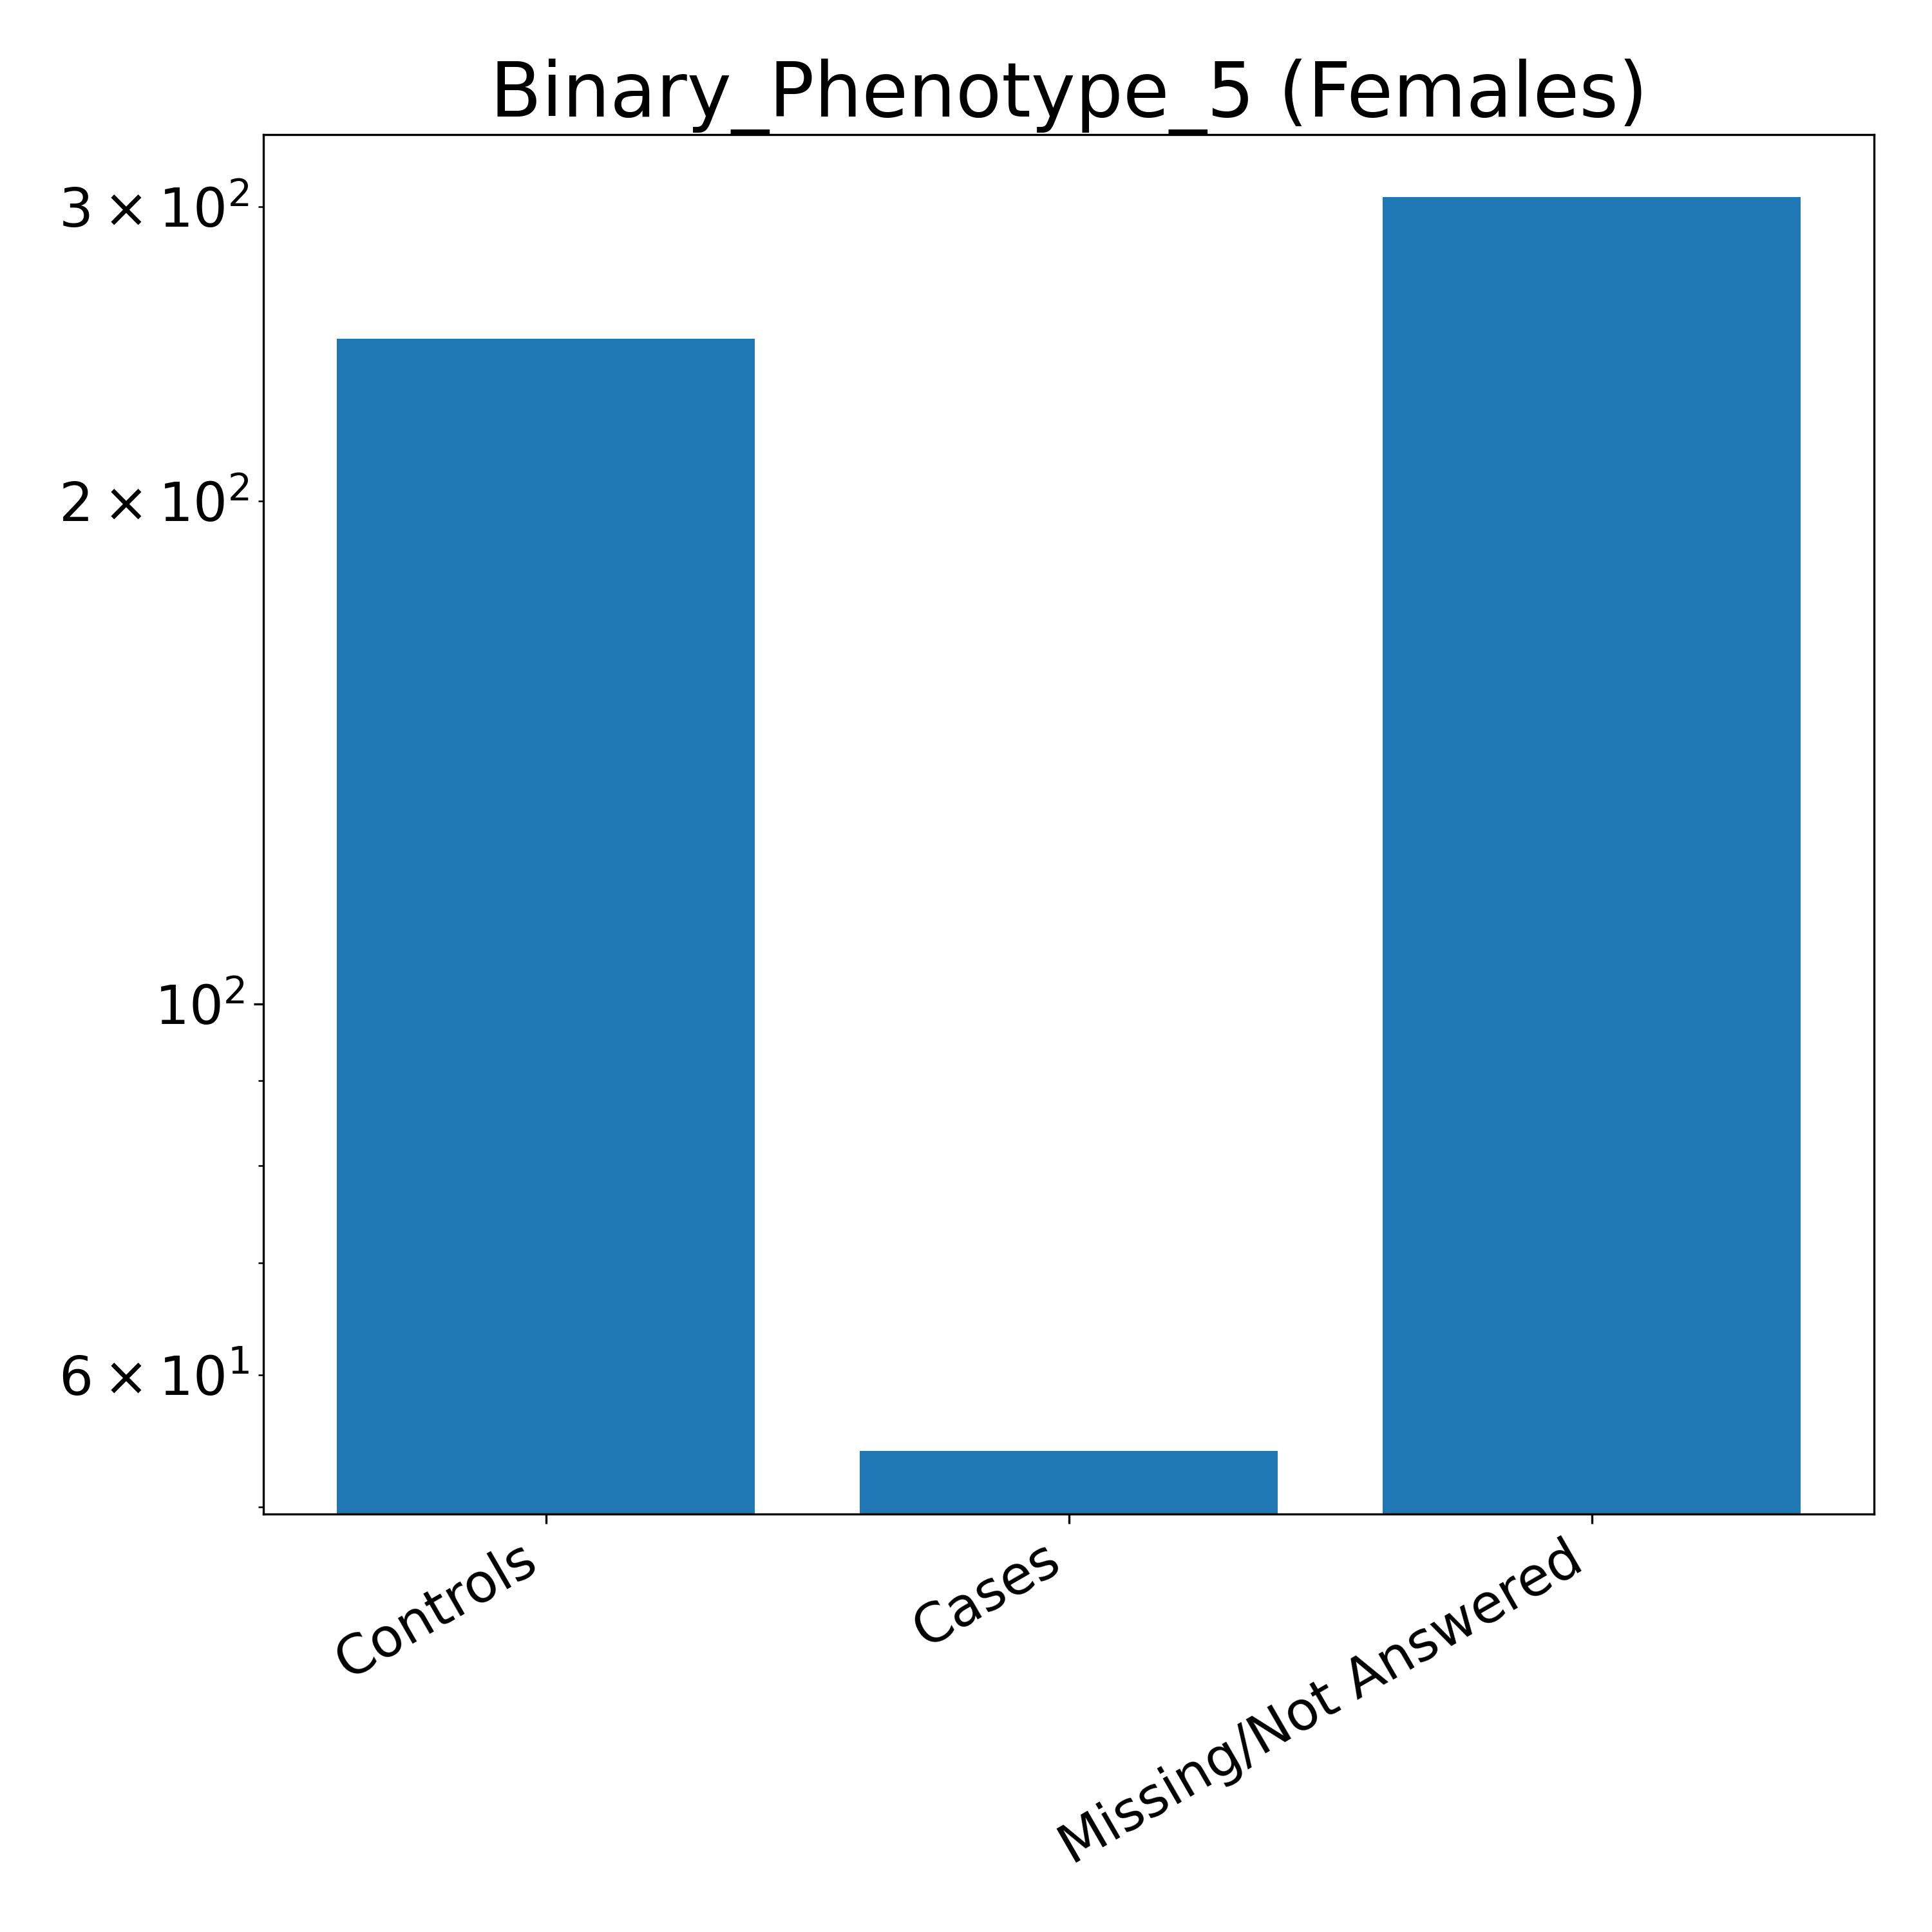 Binary_Phenotype_5 (Females)
3 × 10²
2 × 10²
10²
6 × 10¹
Controls
Cases
Missing/Not Answered